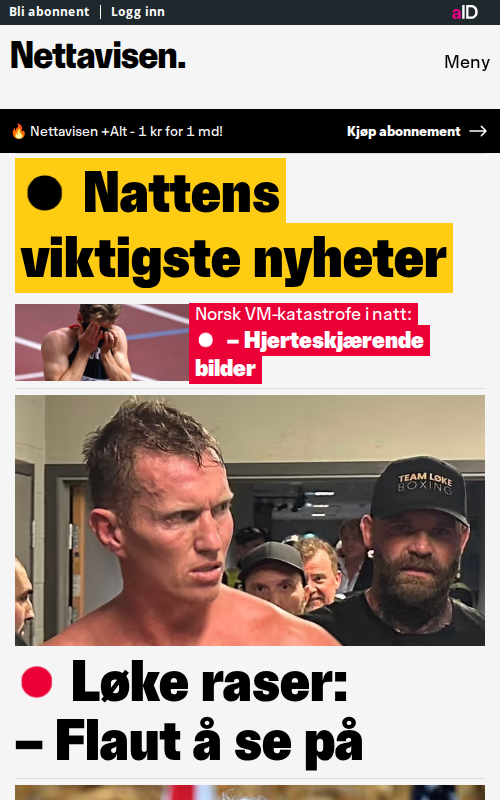 Bli abonnent
Logg inn
aID
Nettavisen.
Meny
Nettavisen +Alt - 1 kr for 1 md!
Kjøp abonnement
Nattens
viktigste nyheter
Norsk VM-katastrofe i natt:
– Hjerteskjærende
bilder
TEAM LØKE
BOXING
Løke raser:
– Flaut å se på